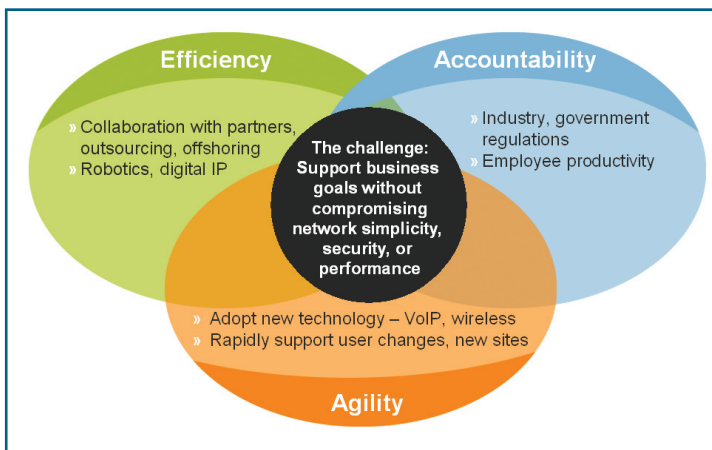 Efficiency
» Collaboration with partners,
outsourcing, offshoring
» Robotics, digital IP
Accountability
» Industry, government
regulations
» Employee productivity
The challenge:
Support business
goals without
compromising
network simplicity,
security, or
performance
» Adopt new technology – VoIP, wireless
» Rapidly support user changes, new sites
Agility